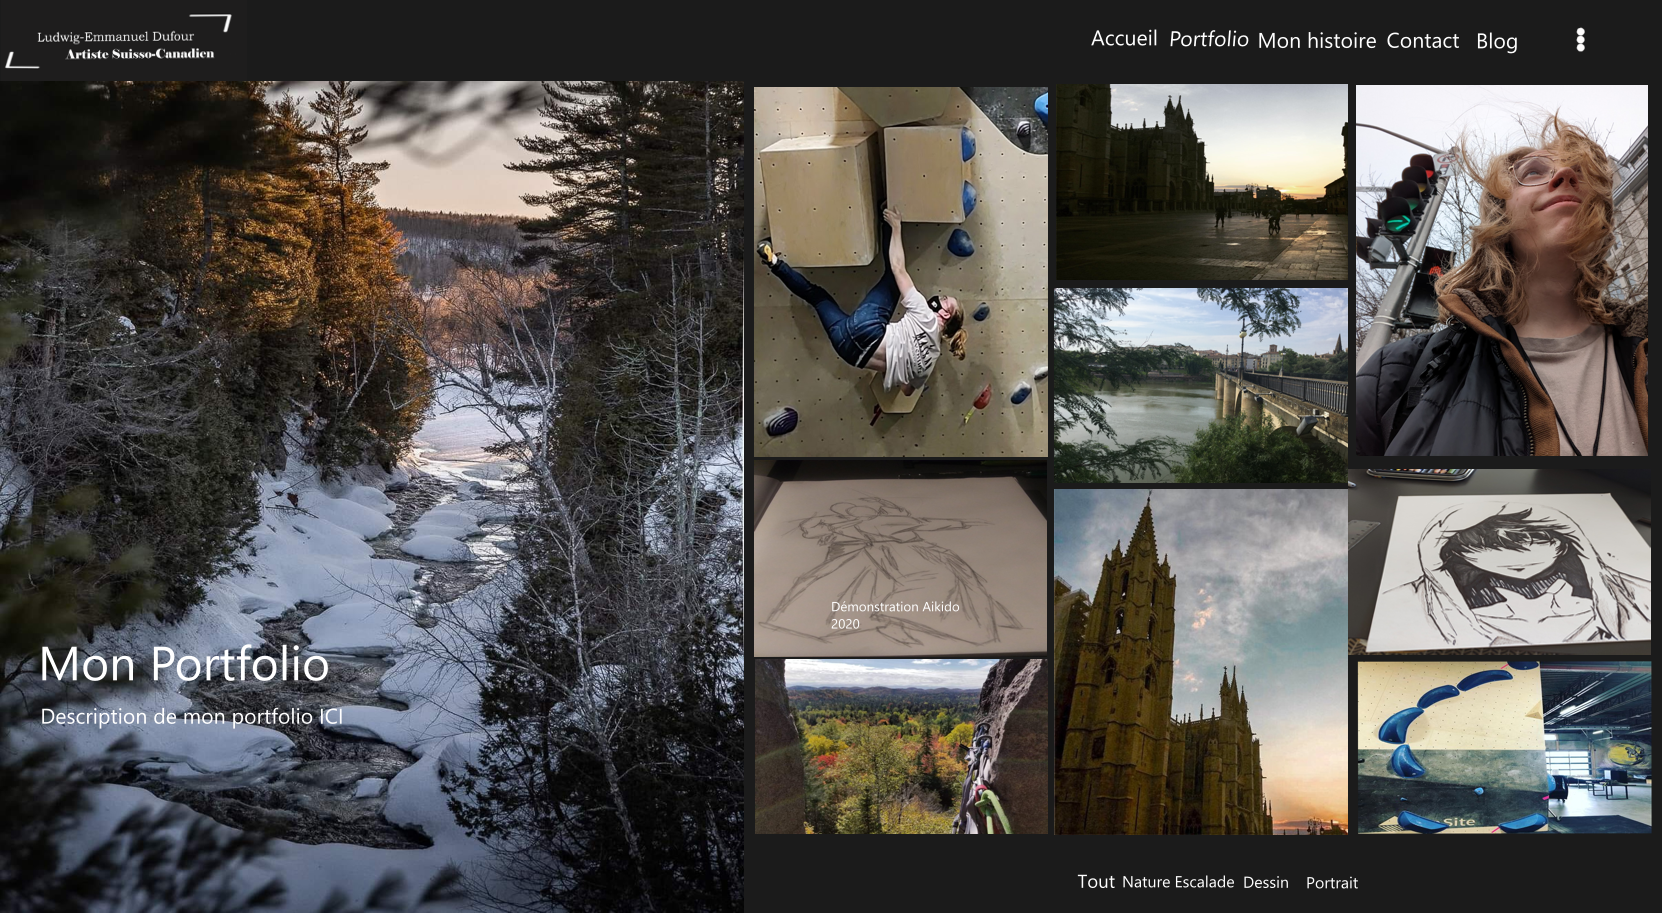 Ludwig-Emmanuel Dufour
Artiste Suisso-Canadien
Accueil Portfolio Mon histoire Contact Blog
Mon Portfolio
Description de mon portfolio ICI
Démonstration Aikido
2020
Site
Tout Nature Escalade Dessin Portrait